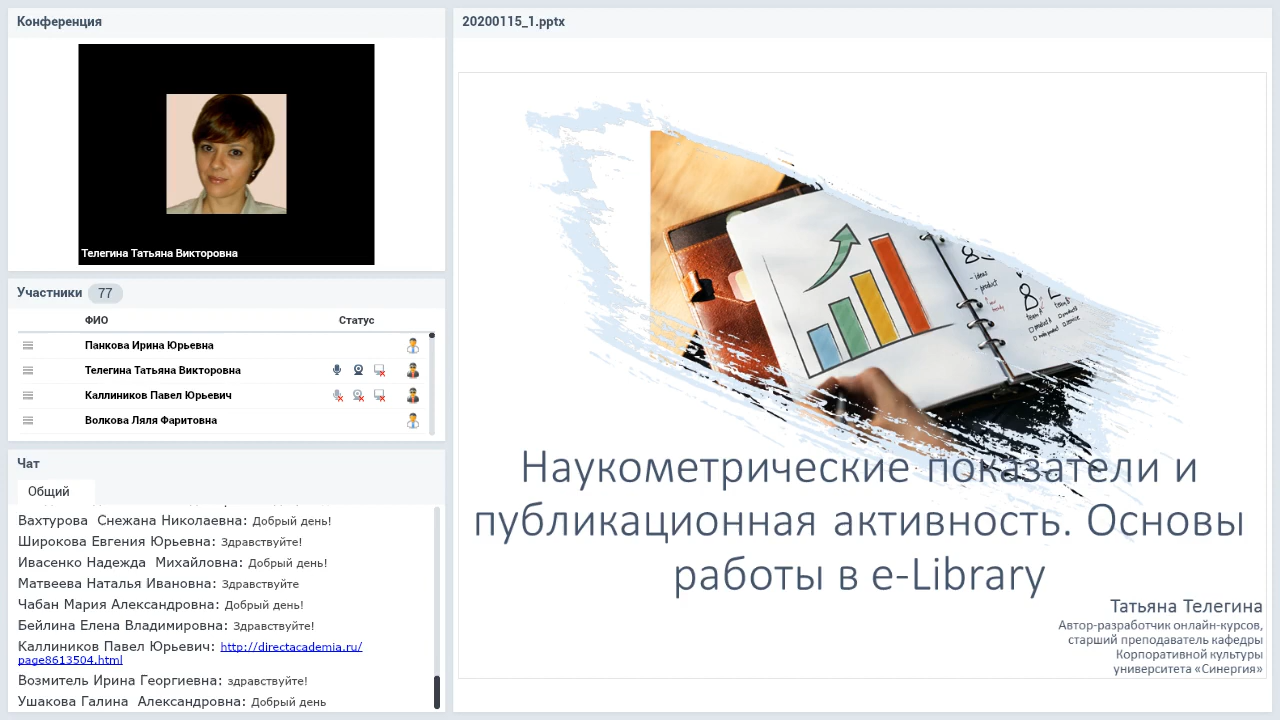 Конференция
Телегина Татьяна Викторовна
Участники 77
ФИО Статус
Панкова Ирина Юрьевна
Телегина Татьяна Викторовна
Каллиников Павел Юрьевич
Волкова Ляля Фаритовна
Чат
Общий
Вахтурова Снежана Николаевна: Добрый день!
Широкова Евгения Юрьевна: Здравствуйте!
Ивасенко Надежда Михайловна: Добрый день!
Матвеева Наталья Ивановна: Здравствуйте
Чабан Мария Александровна: Добрый день!
Бейлина Елена Владимировна: Здравствуйте!
Каллиников Павел Юрьевич: http://directacademia.ru/
page8613504.html
Возмитель Ирина Георгиевна: здравствуйте!
Ушакова Галина Александровна: Добрый день
20200115_1.pptx
- ideas
- product
Наукометрические показатели и
публикационная активность. Основы
работы в e-Library
Татьяна Телегина
Автор-разработчик онлайн-курсов,
старший преподаватель кафедры
Корпоративной культуры
университета «Синергия»